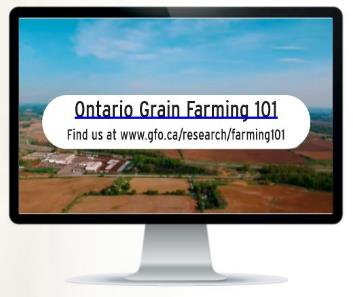 Ontario Grain Farming 101
Find us at www.gfo.ca/research/farming101